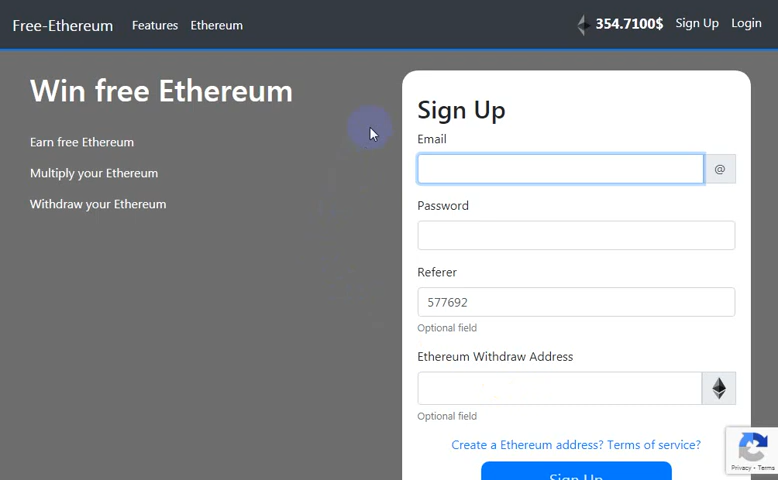 Free-Ethereum Features Ethereum 354.7100$ Sign Up Login
Win free Ethereum
Earn free Ethereum
Multiply your Ethereum
Withdraw your Ethereum
Sign Up
Email
@
Password
Referer
577692
Optional field
Ethereum Withdraw Address
Optional field
Create a Ethereum address? Terms of service?
Sign Up
Privacy - Terms